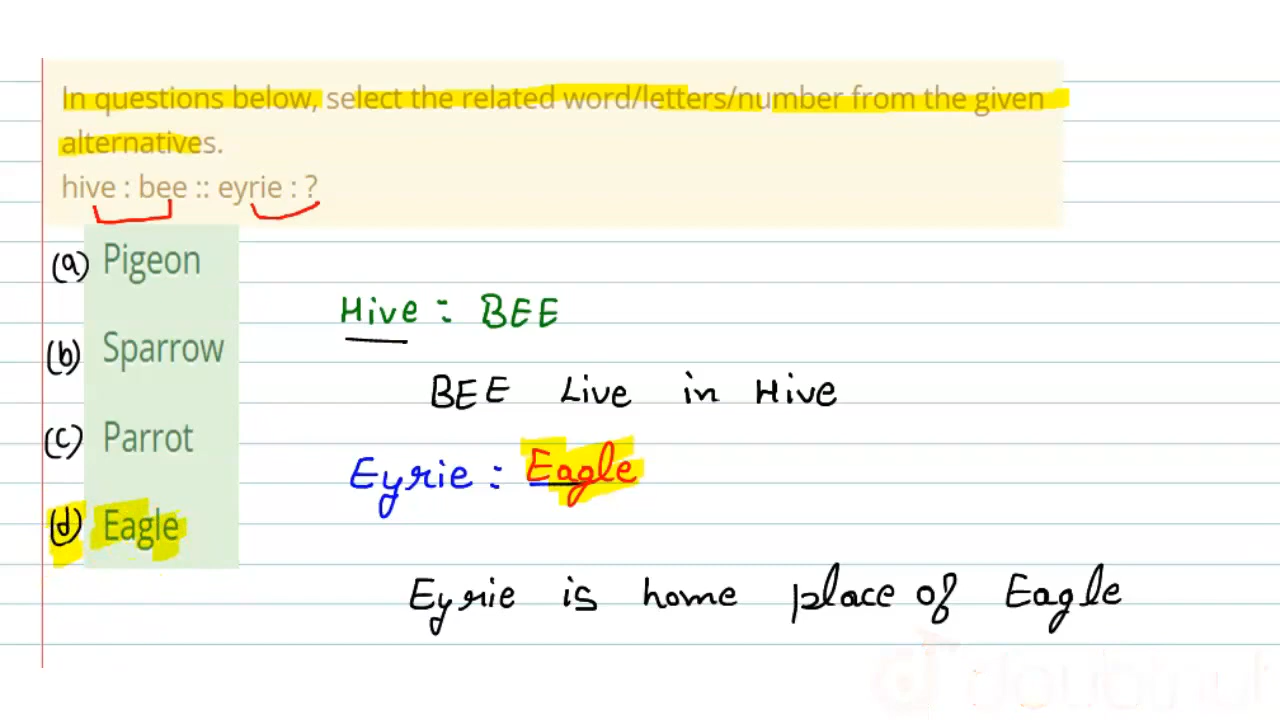 In questions below, select the related word/letters/number from the given
alternatives.
hive : bee :: eyrie : ?
(a) Pigeon
(b) Sparrow
(c) Parrot
(d) Eagle
Hive : BEE
BEE Live in Hive
Eyrie : Eagle
Eyrie is home place of Eagle
doubtnut